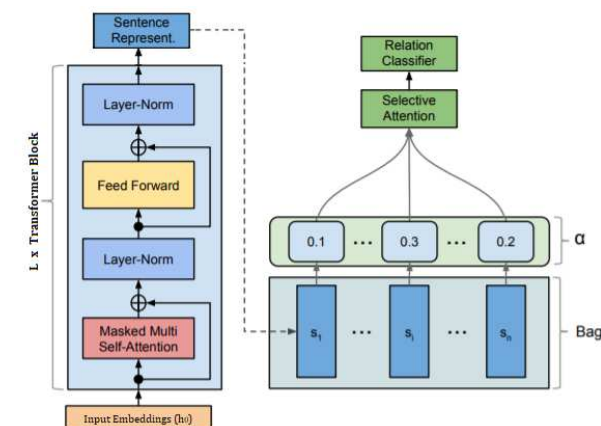 Sentence
Represent.
L x Transformer Block
Layer-Norm
Feed Forward
Layer-Norm
Masked Multi
Self-Attention
Input Embeddings (h0)
Relation
Classifier
Selective
Attention
0.1 ... 0.3 ... 0.2
α
s1 ... si ... sn
Bag